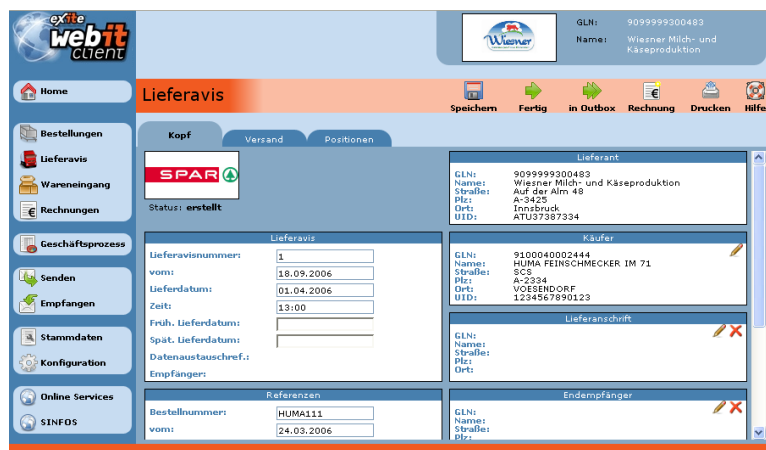 exite
webit
client
Wiesner
GLN: 9099999300483
Name: Wiesner Milch- und
Käseproduktion
Home
Lieferavis
Speichern Fertig in Outbox Rechnung Drucken Hilfe
Bestellungen
Lieferavis
Wareneingang
Rechnungen
Geschäftsprozess
Senden
Empfangen
Stammdaten
Konfiguration
Online Services
SINFOS
Kopf Versand Positionen
SPAR
Status: erstellt
Lieferavis
Lieferavisnummer: 1
vom: 18.09.2006
Lieferdatum: 01.04.2006
Zeit: 13:00
Früh. Lieferdatum:
Spät. Lieferdatum:
Datenaustauschref.:
Empfänger:
Referenzen
Bestellnummer: HUMA111
vom: 24.03.2006
Lieferant
GLN: 9099999300483
Name: Wiesner Milch- und Käseproduktion
Straße: Auf der Alm 48
Plz: A-3425
Ort: Innsbruck
UID: ATU37387334
Käufer
GLN: 9100040002444
Name: HUMA FEINSCHMECKER IM 71
Straße: SCS
Plz: A-2334
Ort: VOESENDORF
UID: 1234567890123
Lieferanschrift
GLN:
Name:
Straße:
Plz:
Ort:
Endempfänger
GLN:
Name:
Straße:
Plz: